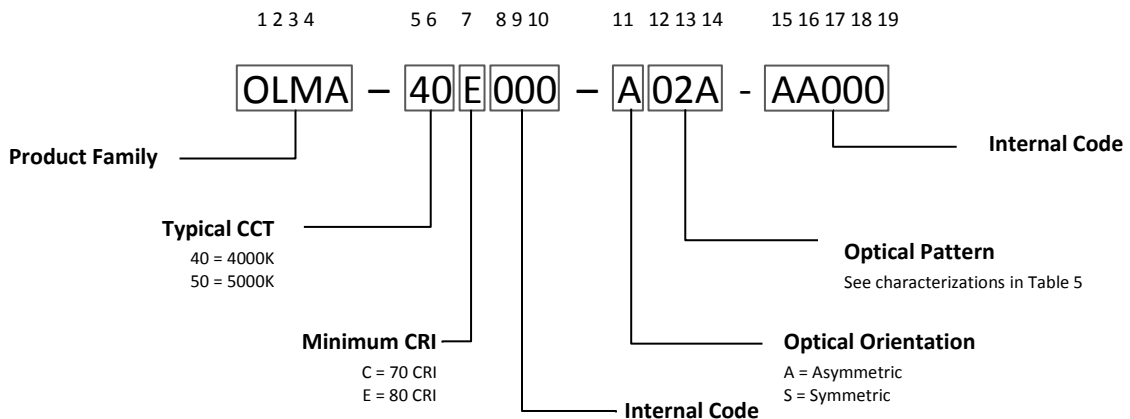 1 2 3 4 5 6 7 8 9 10 11 12 13 14 15 16 17 18 19
OLMA – 40 E 000 – A 02A - AA000
Product Family
Internal Code
Typical CCT
40 = 4000K
50 = 5000K
Optical Pattern
See characterizations in Table 5
Minimum CRI
C = 70 CRI
E = 80 CRI
Optical Orientation
A = Asymmetric
S = Symmetric
Internal Code